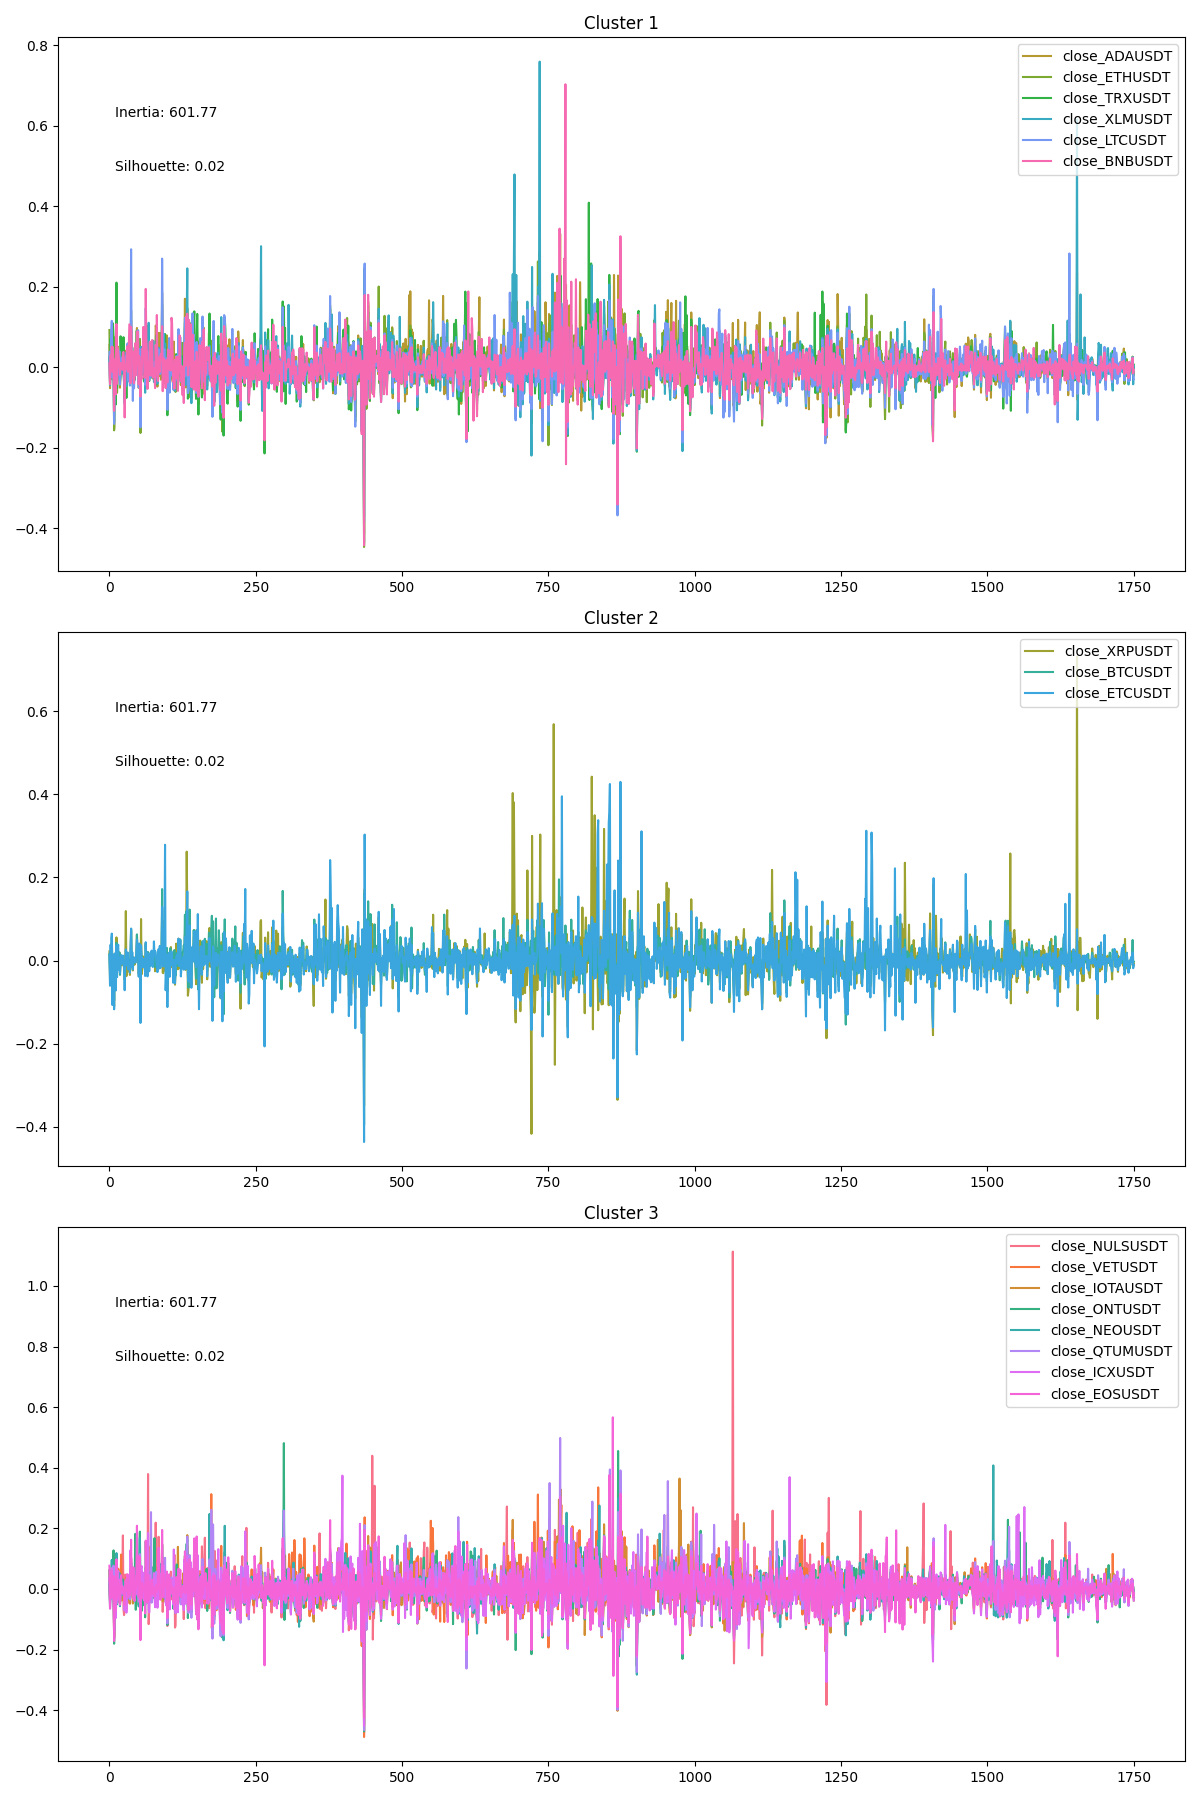 Cluster 1
0.8
0.6
0.4
0.2
0.0
−0.2
−0.4
Inertia: 601.77
Silhouette: 0.02
close_ADAUSDT
close_ETHUSDT
close_TRXUSDT
close_XLMUSDT
close_LTCUSDT
close_BNBUSDT
0 250 500 750 1000 1250 1500 1750
Cluster 2
0.6
0.4
0.2
0.0
−0.2
−0.4
Inertia: 601.77
Silhouette: 0.02
close_XRPUSDT
close_BTCUSDT
close_ETCUSDT
0 250 500 750 1000 1250 1500 1750
Cluster 3
1.0
0.8
0.6
0.4
0.2
0.0
−0.2
−0.4
Inertia: 601.77
Silhouette: 0.02
close_NULSUSDT
close_VETUSDT
close_IOTAUSDT
close_ONTUSDT
close_NEOUSDT
close_QTUMUSDT
close_ICXUSDT
close_EOSUSDT
0 250 500 750 1000 1250 1500 1750